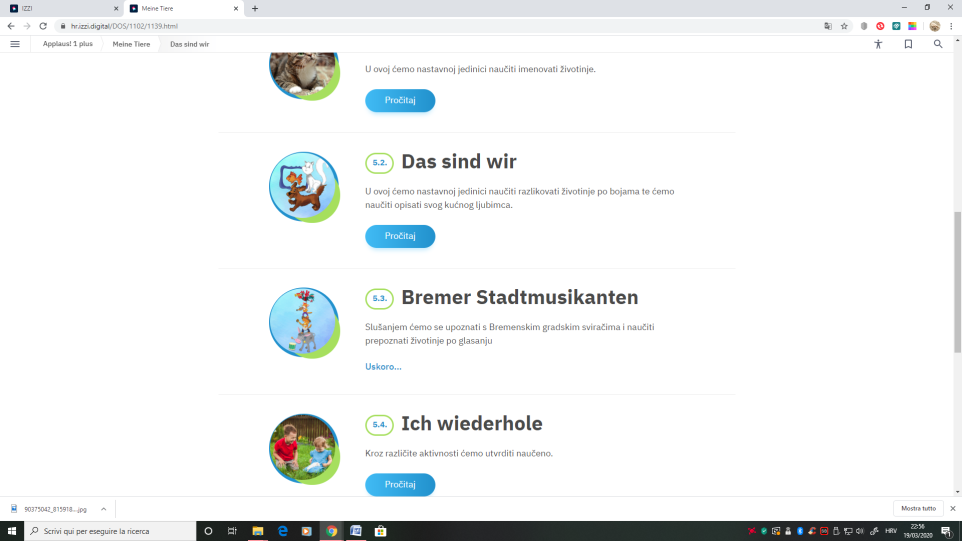 IZZI
Meine Tiere
hr.izzi.digital/DOS/1102/1139.html
Applaus! 1 plus
Meine Tiere
Das sind wir
U ovoj ćemo nastavnoj jedinici naučiti imenovati životinje.
Pročitaj
5.2. Das sind wir
U ovoj ćemo nastavnoj jedinici naučiti razlikovati životinje po bojama te ćemo
naučiti opisati svog kućnog ljubimca.
Pročitaj
5.3. Bremer Stadtmusikanten
Slušanjem ćemo se upoznati s Bremenskim gradskim sviračima i naučiti
prepoznati životinje po glasanju
Uskoro...
5.4. Ich wiederhole
Kroz različite aktivnosti ćemo utvrditi naučeno.
Pročitaj
90375042_815918....jpg
Mostra tutto
Scrivi qui per eseguire la ricerca
HRV
22:56
19/03/2020